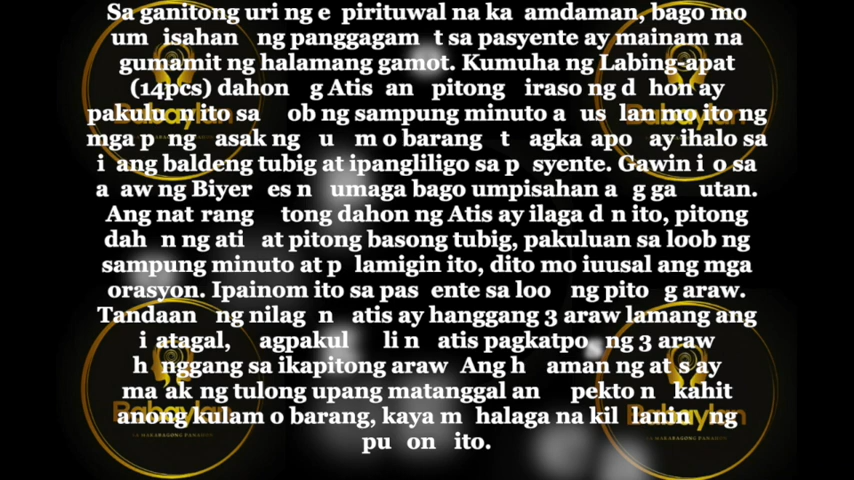 Sa ganitong uri ng e pirituwal na ka amdaman, bago mo
um isahan ng panggagam t sa pasyente ay mainam na
gumamit ng halamang gamot. Kumuha ng Labing-apat
(14pcs) dahon g Atis an pitong iraso ng d hon ay
pakulu n ito sa ob ng sampung minuto a us lan mo ito ng
mga p ng asak ng u m o barang t agka apo ay ihalo sa
i ang baldeng tubig at ipangliligo sa p syente. Gawin i o sa
a aw ng Biyer es n umaga bago umpisahan a g ga utan.
Ang nat rang tong dahon ng Atis ay ilaga d n ito, pitong
dah n ng ati at pitong basong tubig, pakuluan sa loob ng
sampung minuto at p lamigin ito, dito mo iuusal ang mga
orasyon. Ipainom ito sa pas ente sa loo ng pito g araw.
Tandaan ng nilag n atis ay hanggang 3 araw lamang ang
i atagal, agpakul li n atis pagkatpo ng 3 araw
h nggang sa ikapitong araw Ang h aman ng at s ay
ma ak ng tulong upang matanggal an pekto n kahit
anong kulam o barang, kaya m halaga na kil lanin ng
pu on ito.
Babaylan
Babaylan
Babaylan
Babaylan